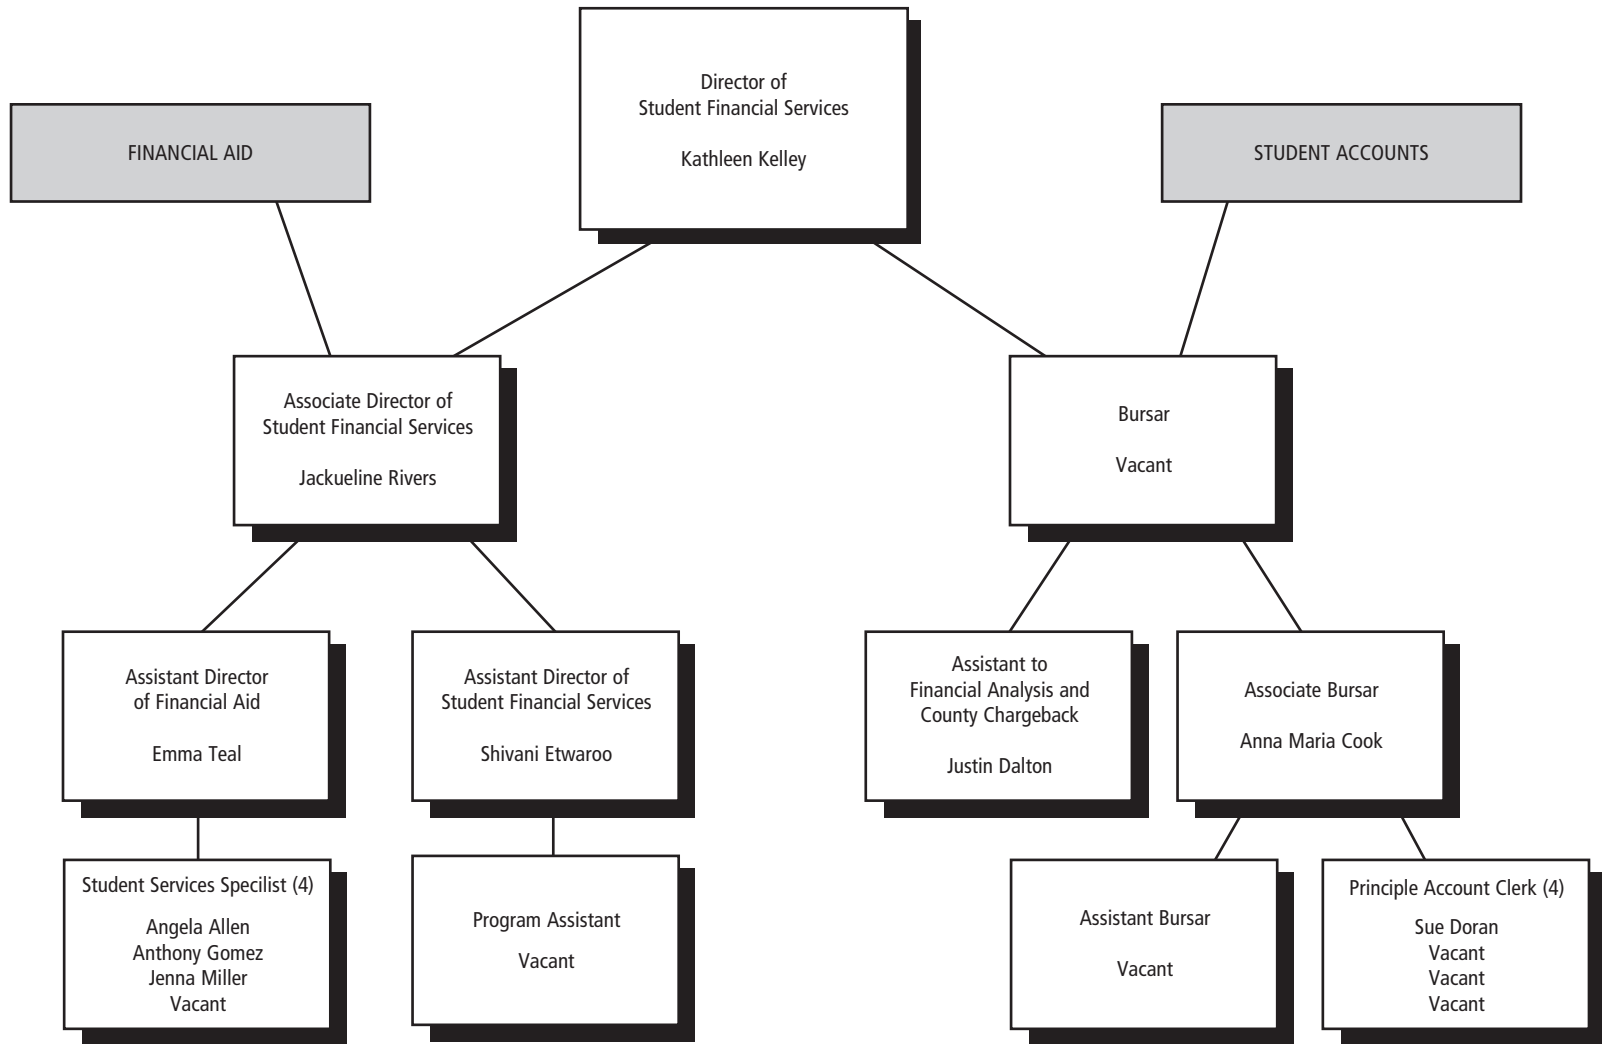 Director of
Student Financial Services
Kathleen Kelley
FINANCIAL AID
STUDENT ACCOUNTS
Associate Director of
Student Financial Services
Jackueline Rivers
Bursar
Vacant
Assistant Director
of Financial Aid
Emma Teal
Assistant Director of
Student Financial Services
Shivani Etwaroo
Assistant to
Financial Analysis and
County Chargeback
Justin Dalton
Associate Bursar
Anna Maria Cook
Student Services Specilist (4)
Angela Allen
Anthony Gomez
Jenna Miller
Vacant
Program Assistant
Vacant
Assistant Bursar
Vacant
Principle Account Clerk (4)
Sue Doran
Vacant
Vacant
Vacant